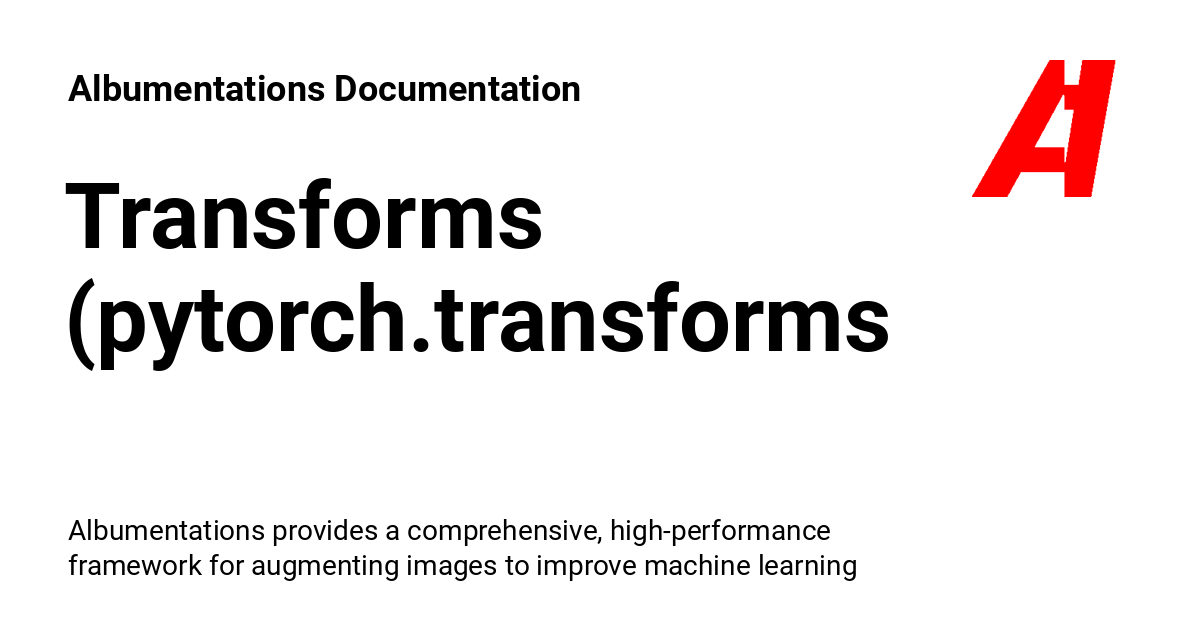 Albumentations Documentation
Transforms
(pytorch.transforms
Albumentations provides a comprehensive, high-performance
framework for augmenting images to improve machine learning